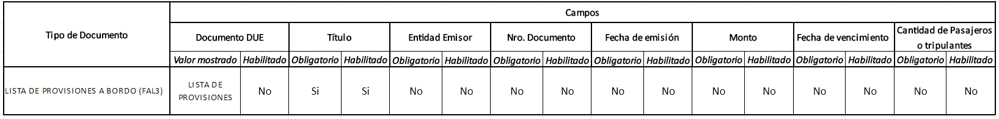 Tipo de Documento
Campos
Documento DUE
Título
Entidad Emisor
Nro. Documento
Fecha de emisión
Monto
Fecha de vencimiento
Cantidad de Pasajeros
o tripulantes
Valor mostrado Habilitado Obligatorio Habilitado Obligatorio Habilitado Obligatorio Habilitado Obligatorio Habilitado Obligatorio Habilitado Obligatorio Habilitado Obligatorio Habilitado
LISTA DE PROVISIONES A BORDO (FAL3)
LISTA DE
PROVISIONES
No Si Si No No No No No No No No No No No No